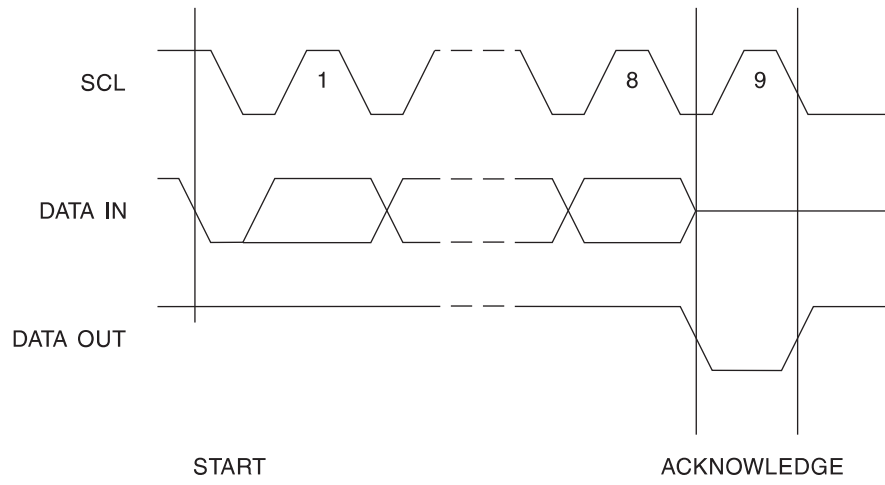 SCL
1
8
9
DATA IN
DATA OUT
START
ACKNOWLEDGE